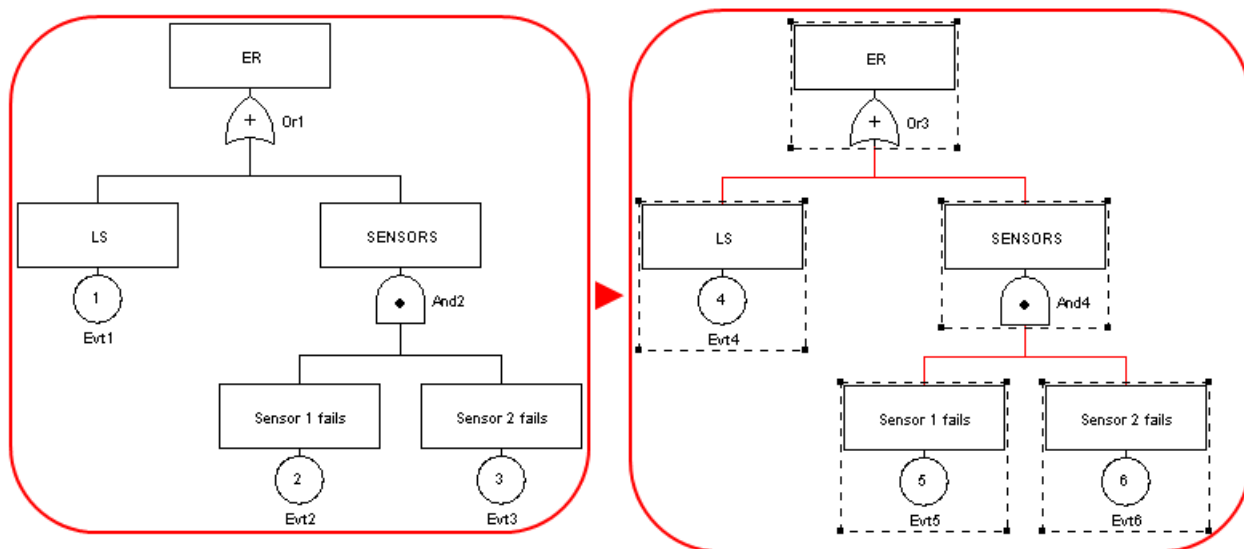 ER
+
Or1
LS
SENSORS
1
And2
Evt1
Sensor 1 fails
Sensor 2 fails
2
3
Evt2
Evt3
ER
+
Or3
LS
SENSORS
4
And4
Evt4
Sensor 1 fails
Sensor 2 fails
5
6
Evt5
Evt6